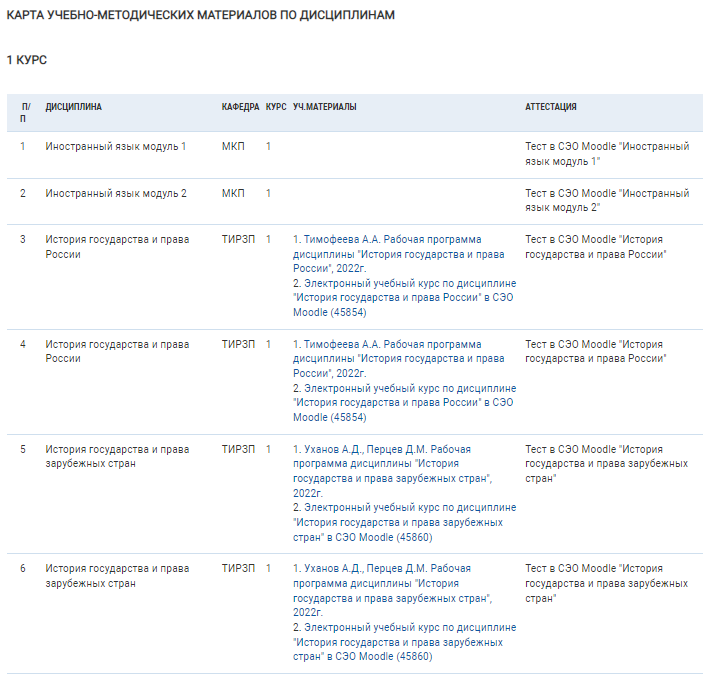 КАРТА УЧЕБНО-МЕТОДИЧЕСКИХ МАТЕРИАЛОВ ПО ДИСЦИПЛИНАМ
1 КУРС
П/П ДИСЦИПЛИНА КАФЕДРА КУРС УЧ.МАТЕРИАЛЫ АТТЕСТАЦИЯ
1 Иностранный язык модуль 1 МКП 1 Тест в СЭО Moodle "Иностранный
язык модуль 1"
2 Иностранный язык модуль 2 МКП 1 Тест в СЭО Moodle "Иностранный
язык модуль 2"
3 История государства и права ТИРЗП 1 1. Тимофеева А.А. Рабочая программа Тест в СЭО Moodle "История
России дисциплины "История государства и права государства и права России"
России", 2022г.
2. Электронный учебный курс по дисциплине
"История государства и права России" в СЭО
Moodle (45854)
4 История государства и права ТИРЗП 1 1. Тимофеева А.А. Рабочая программа Тест в СЭО Moodle "История
России дисциплины "История государства и права государства и права России"
России", 2022г.
2. Электронный учебный курс по дисциплине
"История государства и права России" в СЭО
Moodle (45854)
5 История государства и права ТИРЗП 1 1. Уханов А.Д., Перцев Д.М. Рабочая Тест в СЭО Moodle "История
зарубежных стран программа дисциплины "История государства и права зарубежных
государства и права зарубежных стран", стран"
2022г.
2. Электронный учебный курс по дисциплине
"История государства и права зарубежных
стран" в СЭО Moodle (45860)
6 История государства и права ТИРЗП 1 1. Уханов А.Д., Перцев Д.М. Рабочая Тест в СЭО Moodle "История
зарубежных стран программа дисциплины "История государства и права зарубежных
государства и права зарубежных стран", стран"
2022г.
2. Электронный учебный курс по дисциплине
"История государства и права зарубежных
стран" в СЭО Moodle (45860)